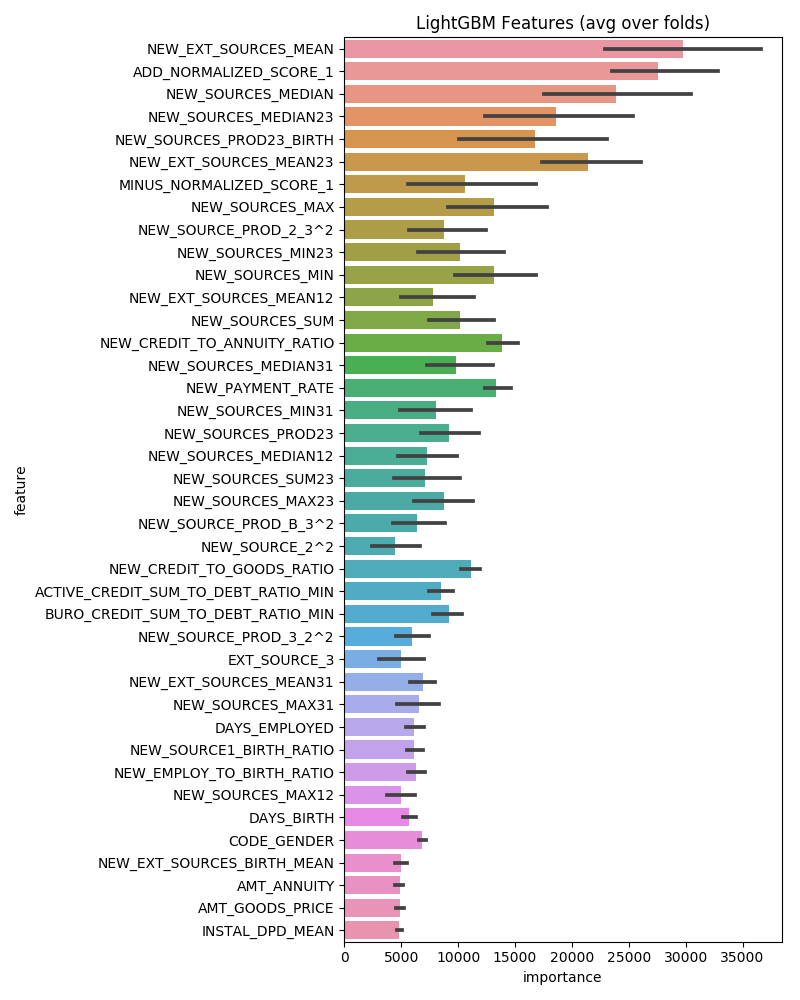 LightGBM Features (avg over folds)
NEW_EXT_SOURCES_MEAN
ADD_NORMALIZED_SCORE_1
NEW_SOURCES_MEDIAN
NEW_SOURCES_MEDIAN23
NEW_SOURCES_PROD23_BIRTH
NEW_EXT_SOURCES_MEAN23
MINUS_NORMALIZED_SCORE_1
NEW_SOURCES_MAX
NEW_SOURCE_PROD_2_3^2
NEW_SOURCES_MIN23
NEW_SOURCES_MIN
NEW_EXT_SOURCES_MEAN12
NEW_SOURCES_SUM
NEW_CREDIT_TO_ANNUITY_RATIO
NEW_SOURCES_MEDIAN31
NEW_PAYMENT_RATE
NEW_SOURCES_MIN31
NEW_SOURCES_PROD23
NEW_SOURCES_MEDIAN12
NEW_SOURCES_SUM23
NEW_SOURCES_MAX23
NEW_SOURCE_PROD_B_3^2
NEW_SOURCE_2^2
NEW_CREDIT_TO_GOODS_RATIO
ACTIVE_CREDIT_SUM_TO_DEBT_RATIO_MIN
BURO_CREDIT_SUM_TO_DEBT_RATIO_MIN
NEW_SOURCE_PROD_3_2^2
EXT_SOURCE_3
NEW_EXT_SOURCES_MEAN31
NEW_SOURCES_MAX31
DAYS_EMPLOYED
NEW_SOURCE1_BIRTH_RATIO
NEW_EMPLOY_TO_BIRTH_RATIO
NEW_SOURCES_MAX12
DAYS_BIRTH
CODE_GENDER
NEW_EXT_SOURCES_BIRTH_MEAN
AMT_ANNUITY
AMT_GOODS_PRICE
INSTAL_DPD_MEAN
feature
0 5000 10000 15000 20000 25000 30000 35000
importance